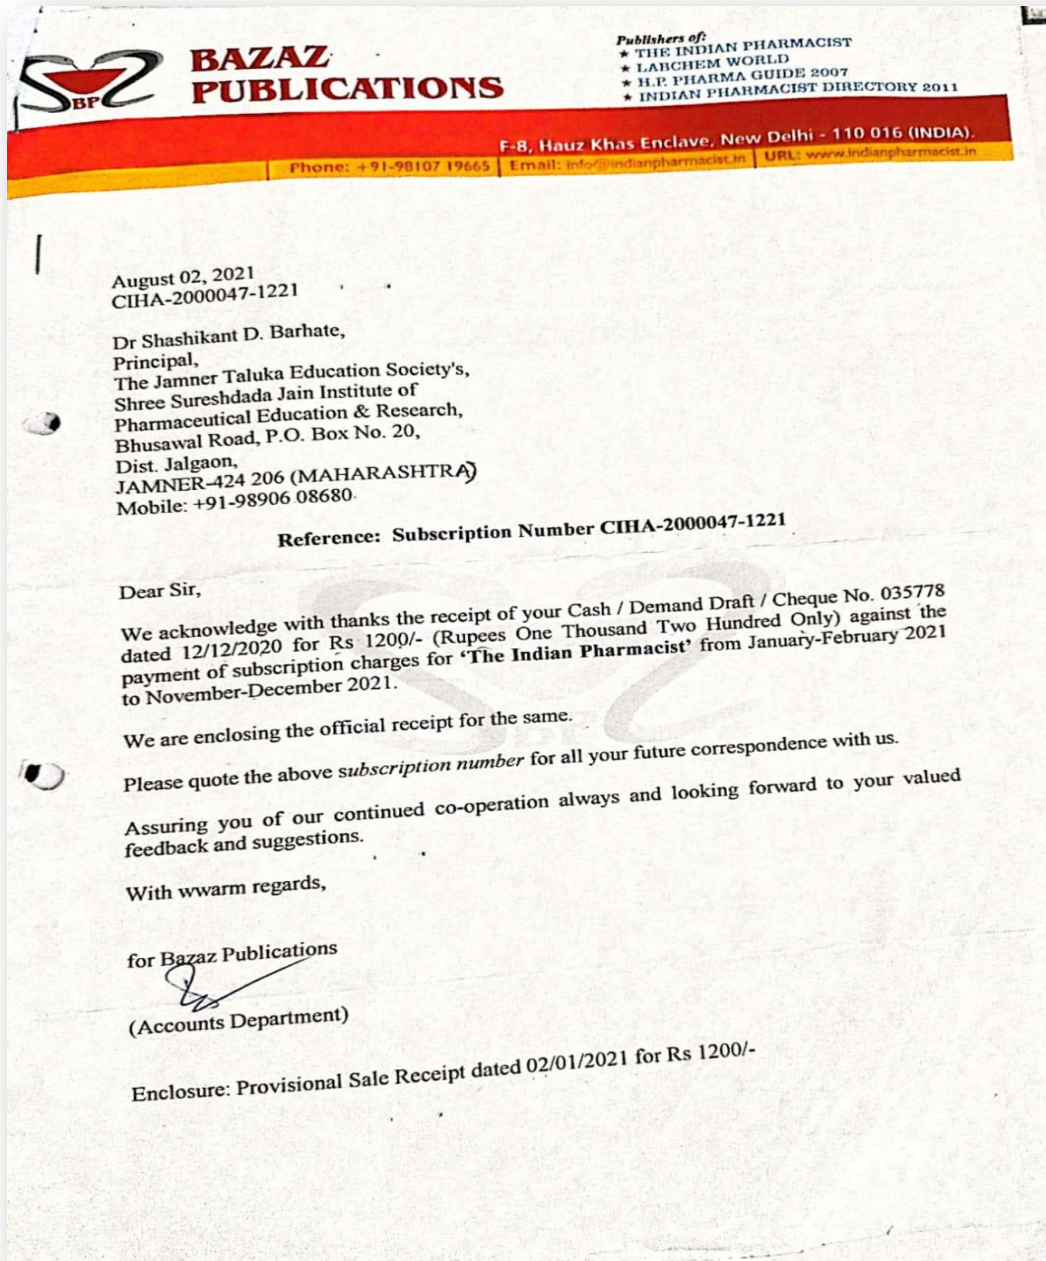 BAZAZ
PUBLICATIONS
BP
Publishers of:
★ THE INDIAN PHARMACIST
★ LABCHEM WORLD
★ H.P. PHARMA GUIDE 2007
★ INDIAN PHARMACIST DIRECTORY 2011
F-8, Hauz Khas Enclave, New Delhi - 110 016 (INDIA).
Phone: +91-98107 19665 | Email: info@indianpharmacist.in | URL: www.indianpharmacist.in
August 02, 2021
CIHA-2000047-1221
Dr Shashikant D. Barhate,
Principal,
The Jamner Taluka Education Society's,
Shree Sureshdada Jain Institute of
Pharmaceutical Education & Research,
Bhusawal Road, P.O. Box No. 20,
Dist. Jalgaon,
JAMNER-424 206 (MAHARASHTRA)
Mobile: +91-98906 08680
Reference: Subscription Number CIHA-2000047-1221
Dear Sir,
We acknowledge with thanks the receipt of your Cash / Demand Draft / Cheque No. 035778
dated 12/12/2020 for Rs 1200/- (Rupees One Thousand Two Hundred Only) against the
payment of subscription charges for ‘The Indian Pharmacist’ from January-February 2021
to November-December 2021.
We are enclosing the official receipt for the same.
BP
Please quote the above subscription number for all your future correspondence with us.
Assuring you of our continued co-operation always and looking forward to your valued
feedback and suggestions.
With wwarm regards,
for Bazaz Publications
(Accounts Department)
Enclosure: Provisional Sale Receipt dated 02/01/2021 for Rs 1200/-